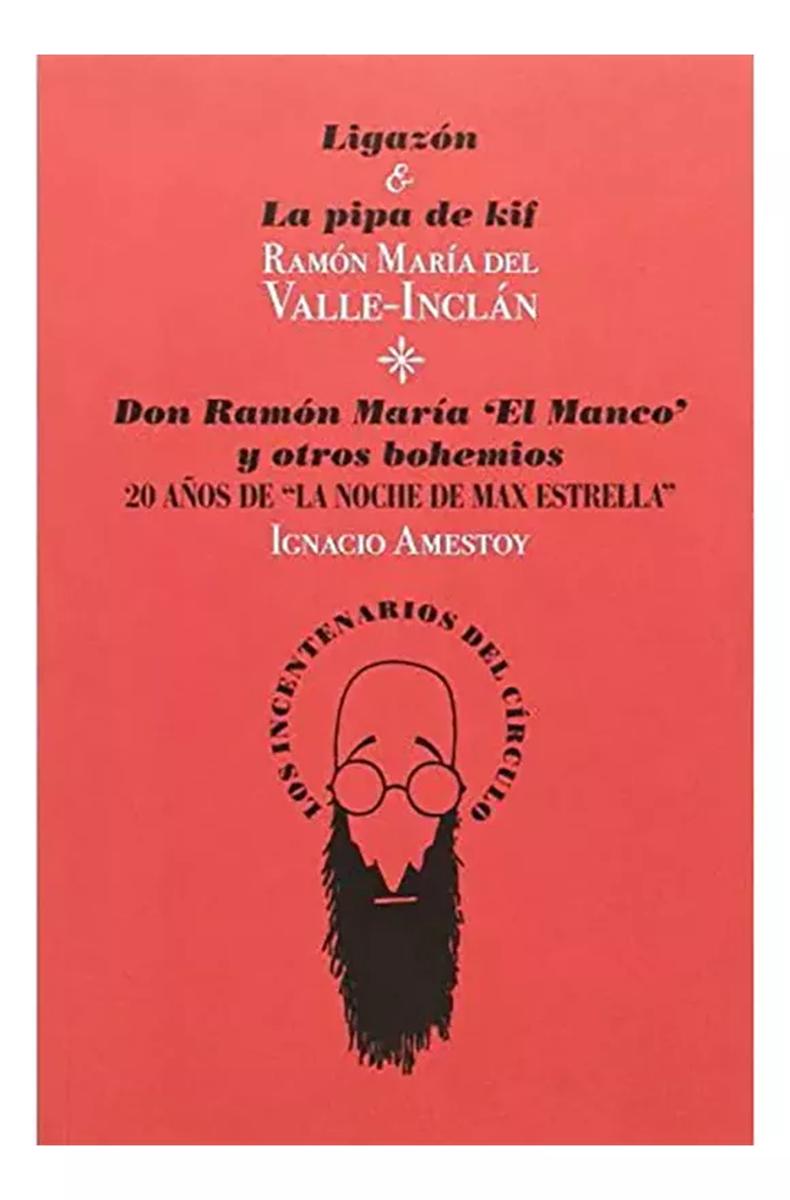 Ligazón
&
La pipa de kif
RAMÓN MARÍA DEL
VALLE-INCLÁN
Don Ramón María ‘El Manco’
y otros bohemios
20 AÑOS DE “LA NOCHE DE MAX ESTRELLA”
IGNACIO AMESTOY
LOS INCENTENARIOS DEL CÍRCULO